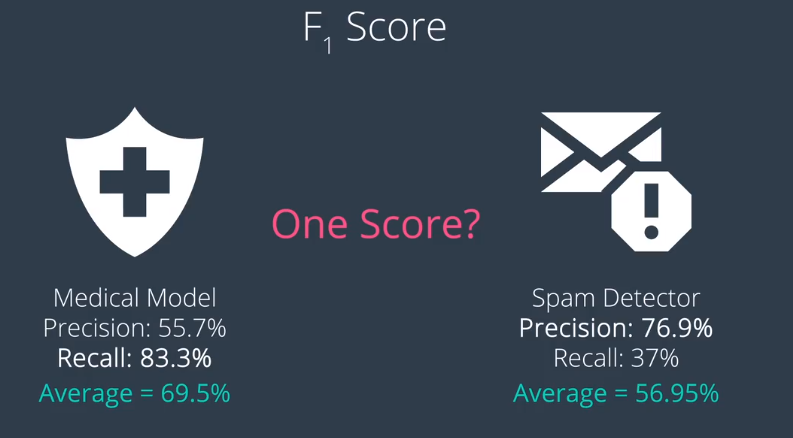 F1 Score
One Score?
Medical Model
Precision: 55.7%
Recall: 83.3%
Average = 69.5%
Spam Detector
Precision: 76.9%
Recall: 37%
Average = 56.95%